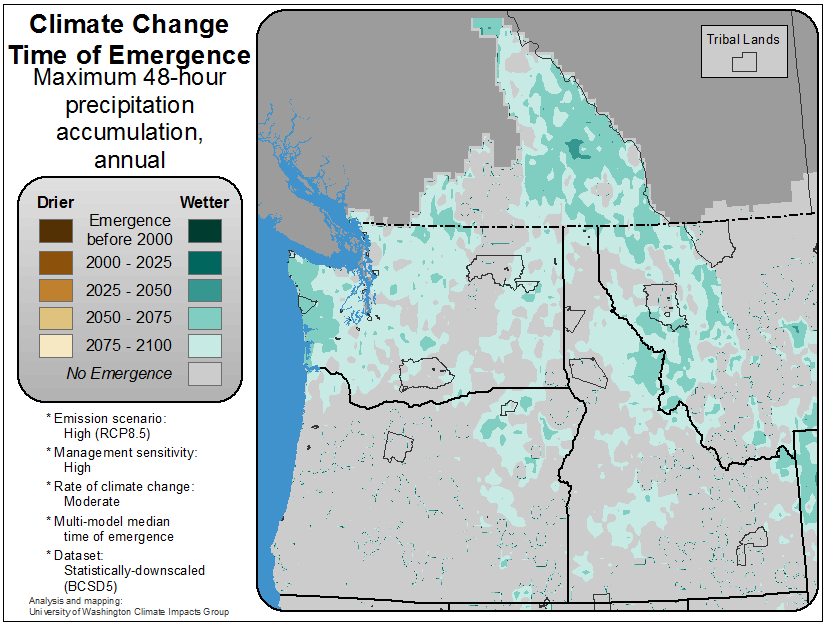 Climate Change
Time of Emergence
Maximum 48-hour
precipitation
accumulation,
annual
Tribal Lands
Drier Wetter
Emergence
before 2000
2000 - 2025
2025 - 2050
2050 - 2075
2075 - 2100
No Emergence
* Emission scenario:
High (RCP8.5)
* Management sensitivity:
High
* Rate of climate change:
Moderate
* Multi-model median
time of emergence
* Dataset:
Statistically-downscaled
(BCSD5)
Analysis and mapping:
University of Washington Climate Impacts Group